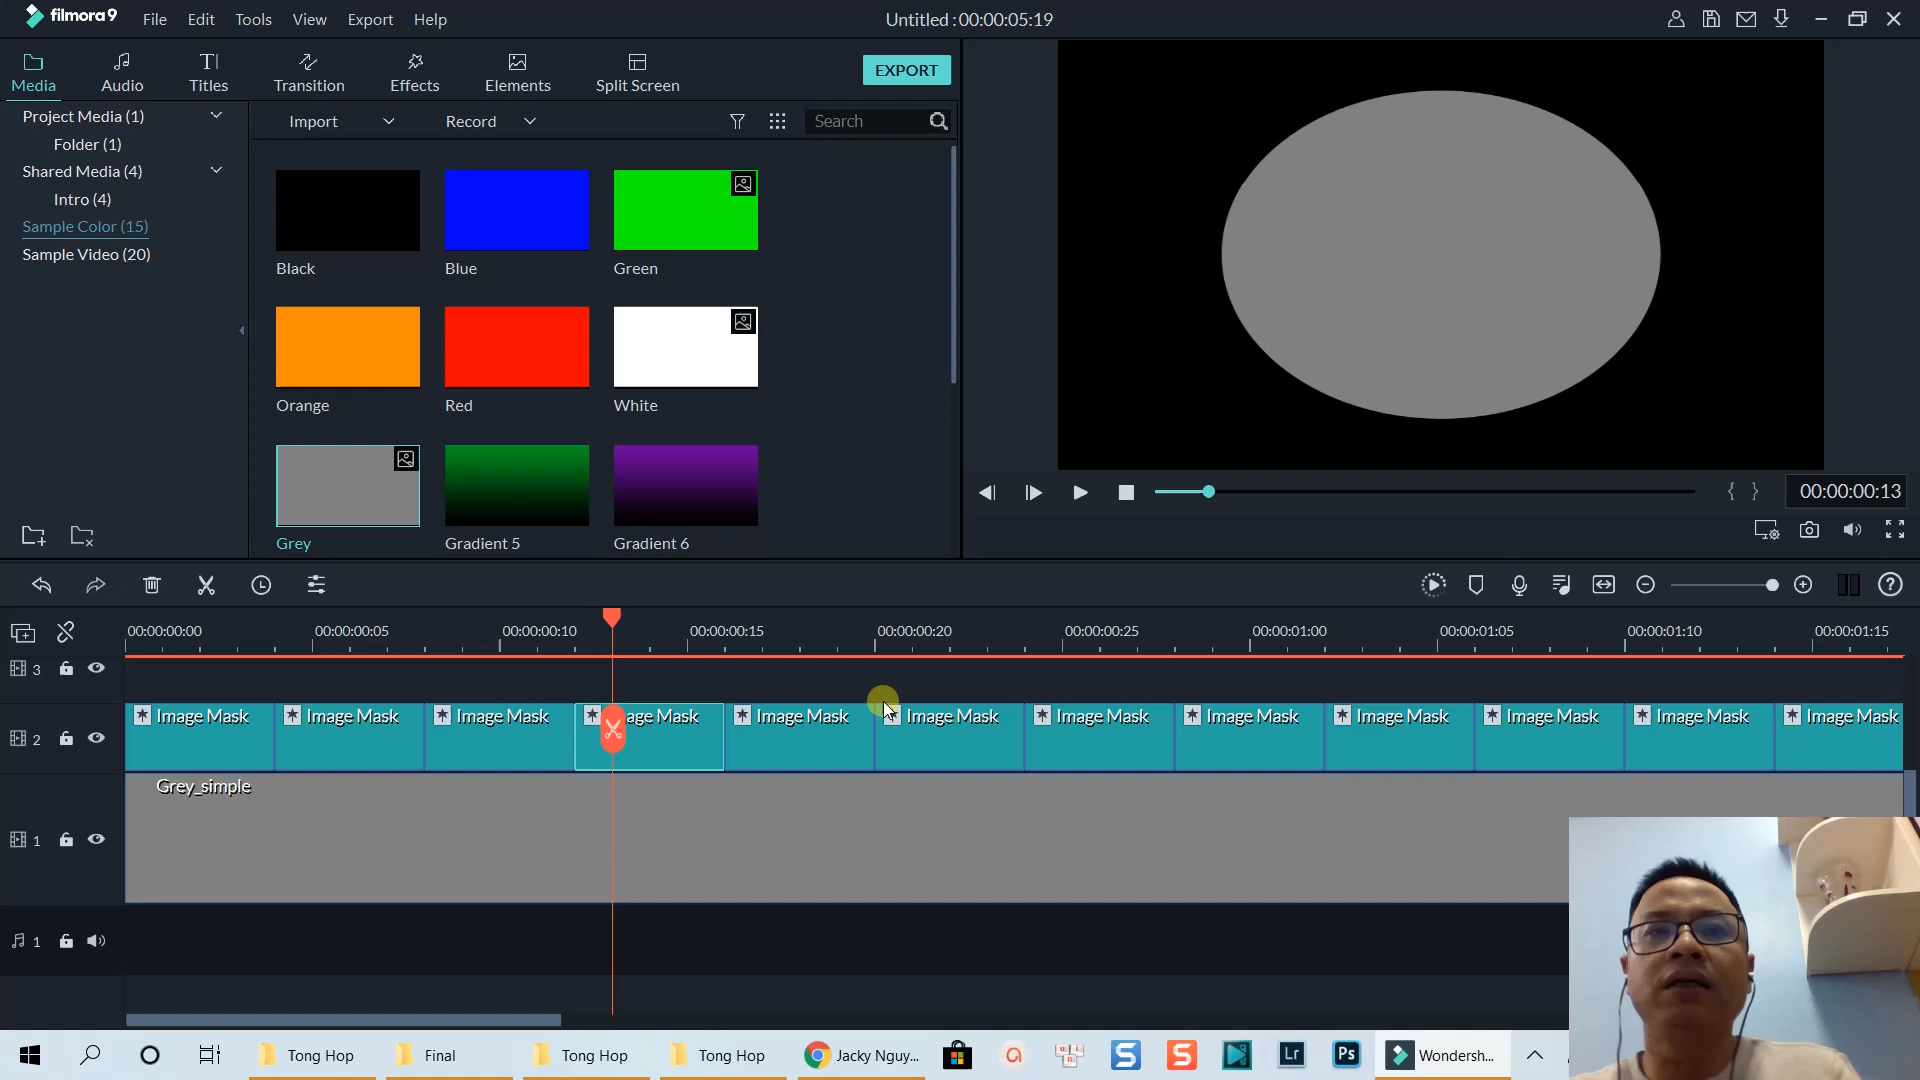 filmora9 File Edit Tools View Export Help Untitled : 00:00:05:19
Media Audio Titles Transition Effects Elements Split Screen EXPORT
Project Media (1)
Folder (1)
Shared Media (4)
Intro (4)
Sample Color (15)
Sample Video (20)
Import Record Search
Black Blue Green
Orange Red White
Grey Gradient 5 Gradient 6
{ } 00:00:00:13
00:00:00:00 00:00:00:05 00:00:00:10 00:00:00:15 00:00:00:20 00:00:00:25 00:00:01:00 00:00:01:05 00:00:01:10 00:00:01:15
3
2 Image Mask Image Mask Image Mask age Mask Image Mask Image Mask Image Mask Image Mask Image Mask Image Mask Image Mask Image Mask
Grey_simple
1
1
Tong Hop Final Tong Hop Tong Hop Jacky Nguy... S S Lr Ps Wondersh...